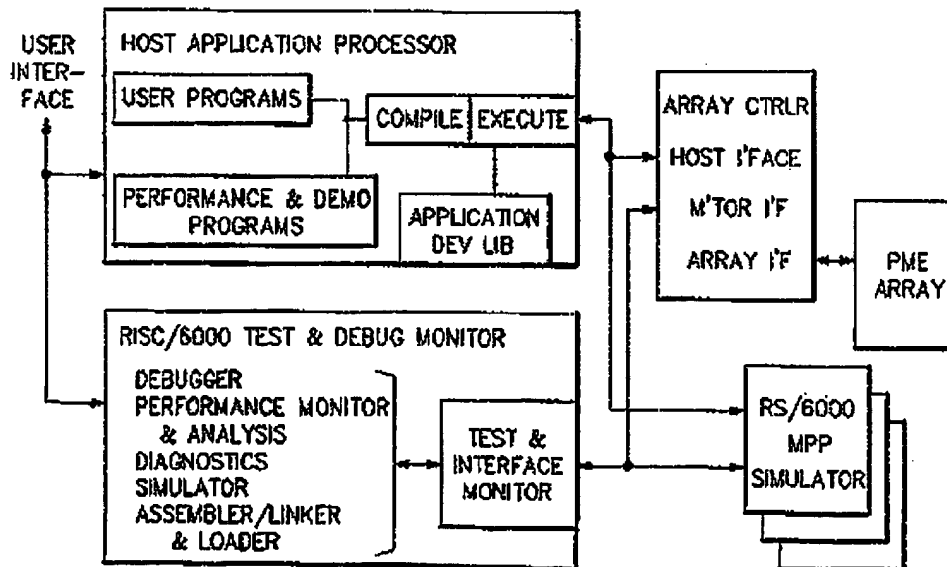 USER
INTER-
FACE
HOST APPLICATION PROCESSOR
USER PROGRAMS
COMPILE
EXECUTE
PERFORMANCE & DEMO
PROGRAMS
APPLICATION
DEV LIB
ARRAY CTRLR
HOST I'FACE
M'TOR I'F
ARRAY I'F
PME
ARRAY
RISC/6000 TEST & DEBUG MONITOR
DEBUGGER
PERFORMANCE MONITOR
& ANALYSIS
DIAGNOSTICS
SIMULATOR
ASSEMBLER/LINKER
& LOADER
TEST &
INTERFACE
MONITOR
RS/6000
MPP
SIMULATOR